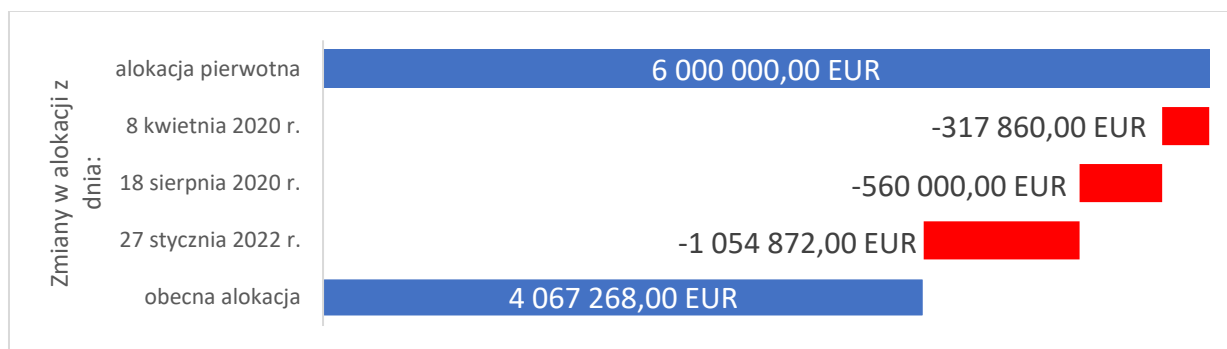 Zmiany w alokacji z
dnia:
alokacja pierwotna
6 000 000,00 EUR
8 kwietnia 2020 r.
-317 860,00 EUR
18 sierpnia 2020 r.
-560 000,00 EUR
27 stycznia 2022 r.
-1 054 872,00 EUR
obecna alokacja
4 067 268,00 EUR